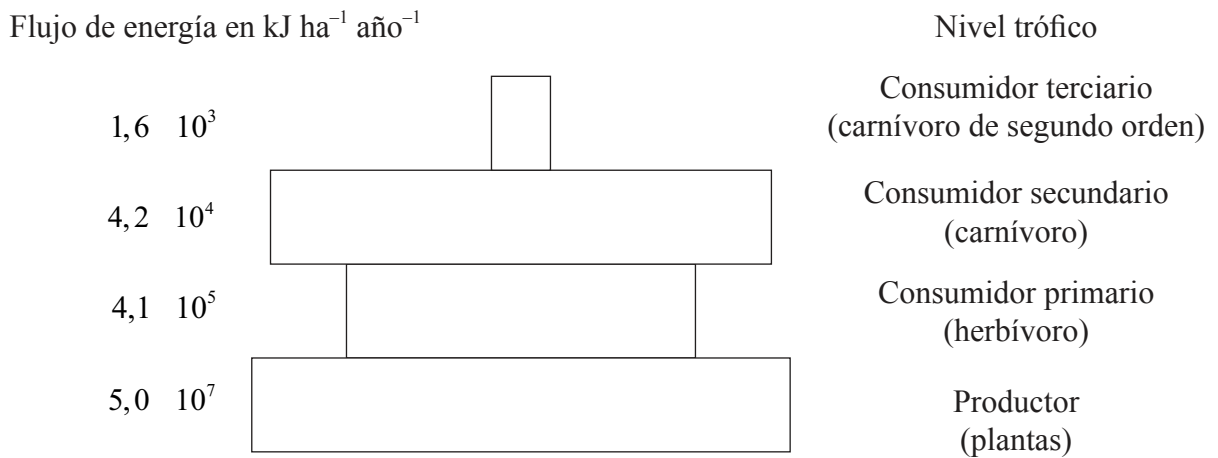 Flujo de energía en kJ ha⁻¹ año⁻¹ Nivel trófico
1,6 10³ Consumidor terciario
(carnívoro de segundo orden)
4,2 10⁴ Consumidor secundario
(carnívoro)
4,1 10⁵ Consumidor primario
(herbívoro)
5,0 10⁷ Productor
(plantas)